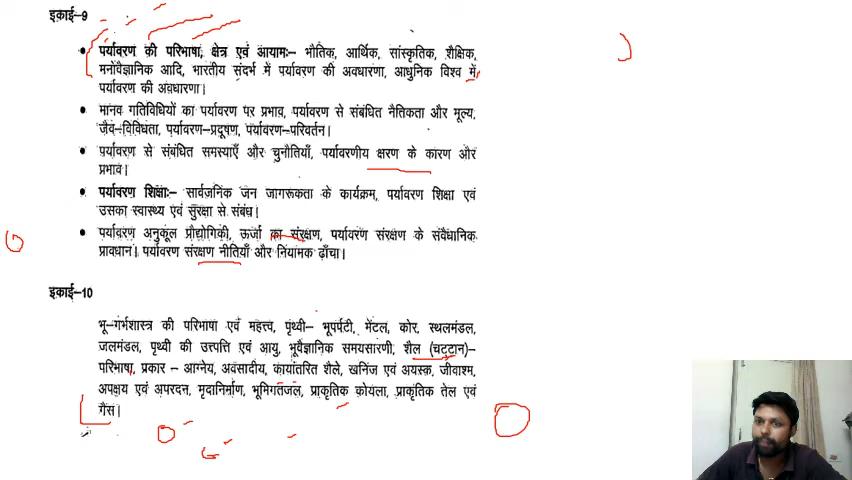 इकाई-9
पर्यावरण की परिभाषा, क्षेत्र एवं आयामः- भौतिक, आर्थिक, सांस्कृतिक, शैक्षिक,
मनोवैज्ञानिक आदि, भारतीय संदर्भ में पर्यावरण की अवधारणा, आधुनिक विश्व में
पर्यावरण की अवधारणा।
मानव गतिविधियों का पर्यावरण पर प्रभाव, पर्यावरण से संबंधित नैतिकता और मूल्य,
जैव-विविधता, पर्यावरण-प्रदूषण, पर्यावरण-परिवर्तन।
पर्यावरण से संबंधित समस्याएँ और चुनौतियाँ, पर्यावरणीय क्षरण के कारण और
प्रभाव।
पर्यावरण शिक्षाः- सार्वजनिक जन जागरूकता के कार्यक्रम, पर्यावरण शिक्षा एवं
उसका स्वास्थ्य एवं सुरक्षा से संबंध।
पर्यावरण अनुकूल प्रौद्योगिकी, ऊर्जा का संरक्षण, पर्यावरण संरक्षण के संवैधानिक
प्रावधान। पर्यावरण संरक्षण नीतियाँ और नियामक ढ़ाँचा।
इकाई-10
भू-गर्भशास्त्र की परिभाषा एवं महत्त्व, पृथ्वी- भूपर्पटी, मेंटल, कोर, स्थलमंडल,
जलमंडल, पृथ्वी की उत्त्पत्ति एवं आयु, भूवैज्ञानिक समयसारणी, शैल (चट्टान)-
परिभाषा, प्रकार - आग्नेय, अवसादीय, कायांतरित शैले, खनिज एवं अयस्क, जीवाश्म,
अपक्षय एवं अपरदन, मृदानिर्माण, भूमिगतजल, प्राकृतिक कोयला, प्राकृतिक तेल एवं
गैस।